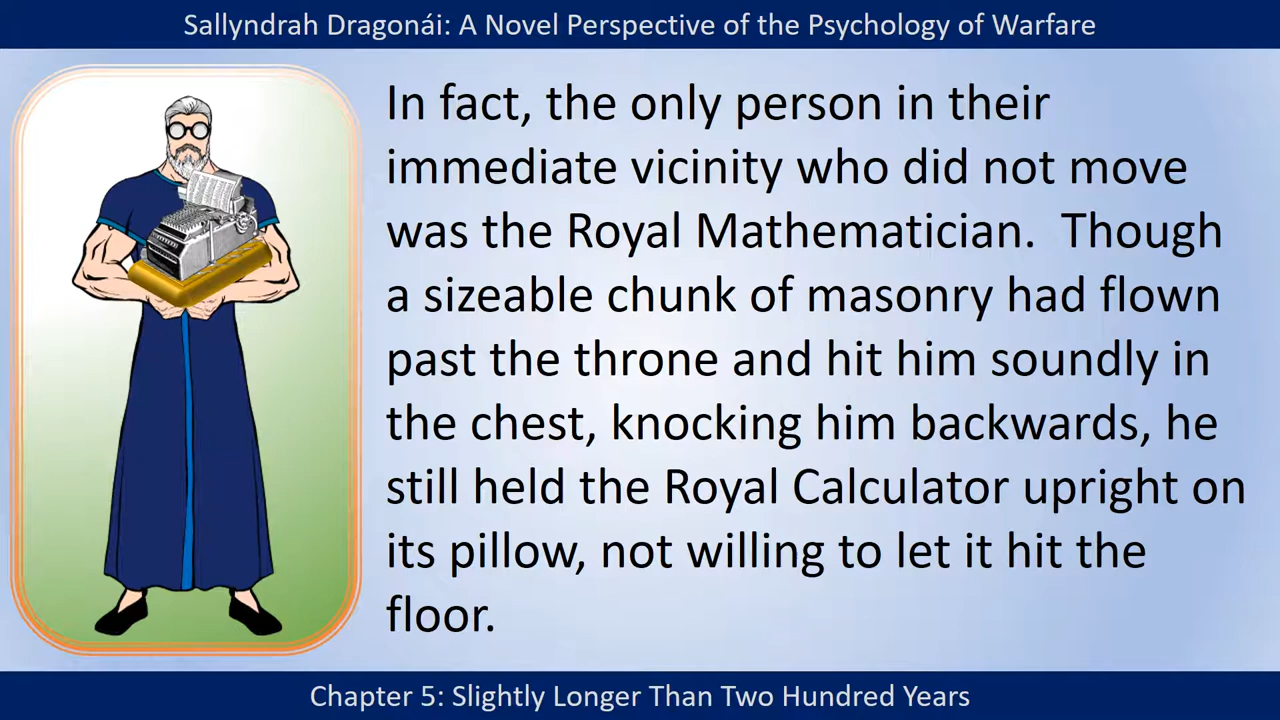 Sallyndrah Dragonái: A Novel Perspective of the Psychology of Warfare
In fact, the only person in their
immediate vicinity who did not move
was the Royal Mathematician.  Though
a sizeable chunk of masonry had flown
past the throne and hit him soundly in
the chest, knocking him backwards, he
still held the Royal Calculator upright on
its pillow, not willing to let it hit the
floor.
Chapter 5: Slightly Longer Than Two Hundred Years